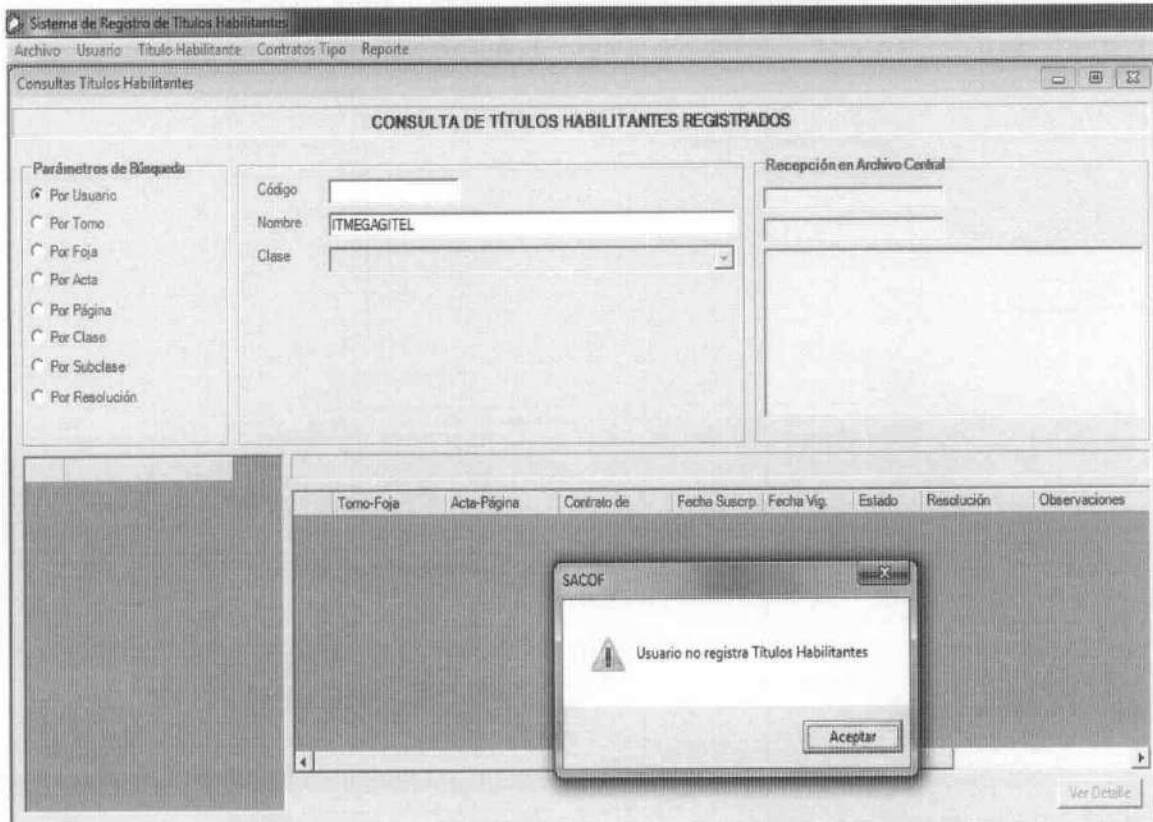 Sistema de Registro de Títulos Habilitantes
Archivo Usuario Título Habilitante Contratos Tipo Reporte
Consultas Títulos Habilitantes
CONSULTA DE TÍTULOS HABILITANTES REGISTRADOS
Parámetros de Búsqueda
Por Usuario
Por Tomo
Por Foja
Por Acta
Por Página
Por Clase
Por Subclase
Por Resolución
Código
Nombre ITMEGAGITEL
Clase
Recepción en Archivo Central
Tomo-Foja Acta-Página Contrato de Fecha Suscrp. Fecha Vig. Estado Resolución Observaciones
SACOF
Usuario no registra Títulos Habilitantes
Aceptar
Ver Detalle